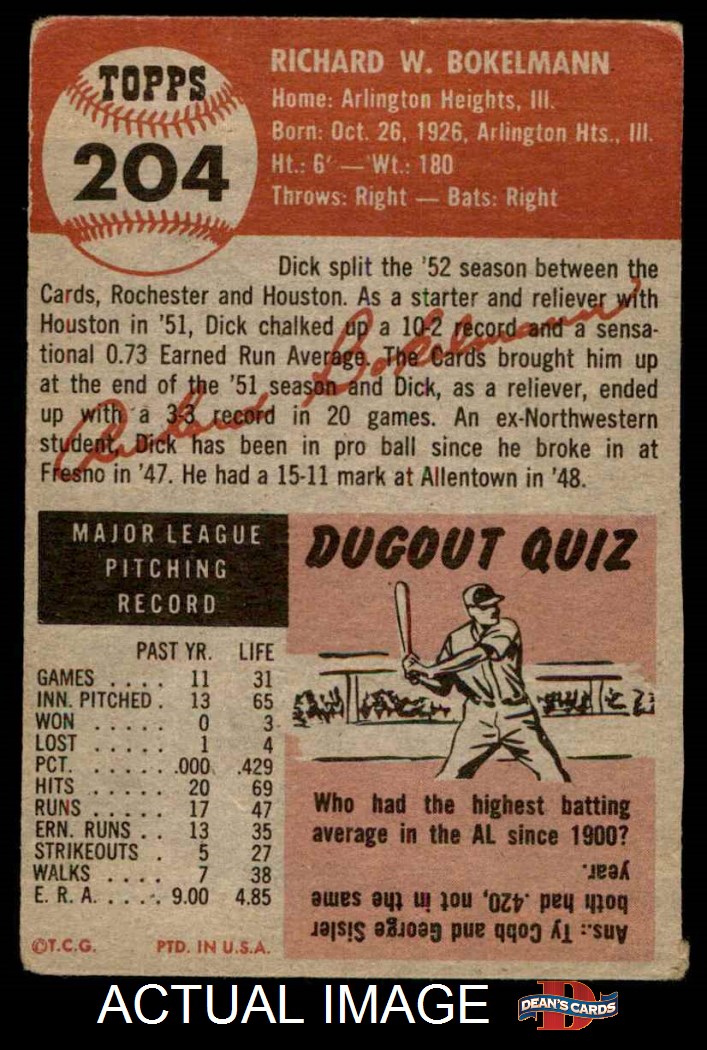 TOPPS
204
RICHARD W. BOKELMANN
Home: Arlington Heights, Ill.
Born: Oct. 26, 1926, Arlington Hts., Ill.
Ht.: 6' — Wt.: 180
Throws: Right — Bats: Right
Dick split the '52 season between the
Cards, Rochester and Houston. As a starter and reliever with
Houston in '51, Dick chalked up a 10-2 record and a sensa-
tional 0.73 Earned Run Average. The Cards brought him up
at the end of the '51 season and Dick, as a reliever, ended
up with a 3-3 record in 20 games. An ex-Northwestern
student, Dick has been in pro ball since he broke in at
Fresno in '47. He had a 15-11 mark at Allentown in '48.
Bokelmann
MAJOR LEAGUE
PITCHING
RECORD
PAST YR. LIFE
GAMES . . . . 11 31
INN. PITCHED . 13 65
WON . . . . . 0 3
LOST . . . . . 1 4
PCT. . . . . . .000 .429
HITS . . . . . 20 69
RUNS . . . . . 17 47
ERN. RUNS . . 13 35
STRIKEOUTS . 5 27
WALKS . . . . 7 38
E. R. A. . . . . 9.00 4.85
©T.C.G. PTD. IN U.S.A.
DUGOUT QUIZ
Who had the highest batting
average in the AL since 1900?
Ans.: Ty Cobb and George Sisler
both had .420, not in the same
year.
ACTUAL IMAGE
DEAN'S CARDS